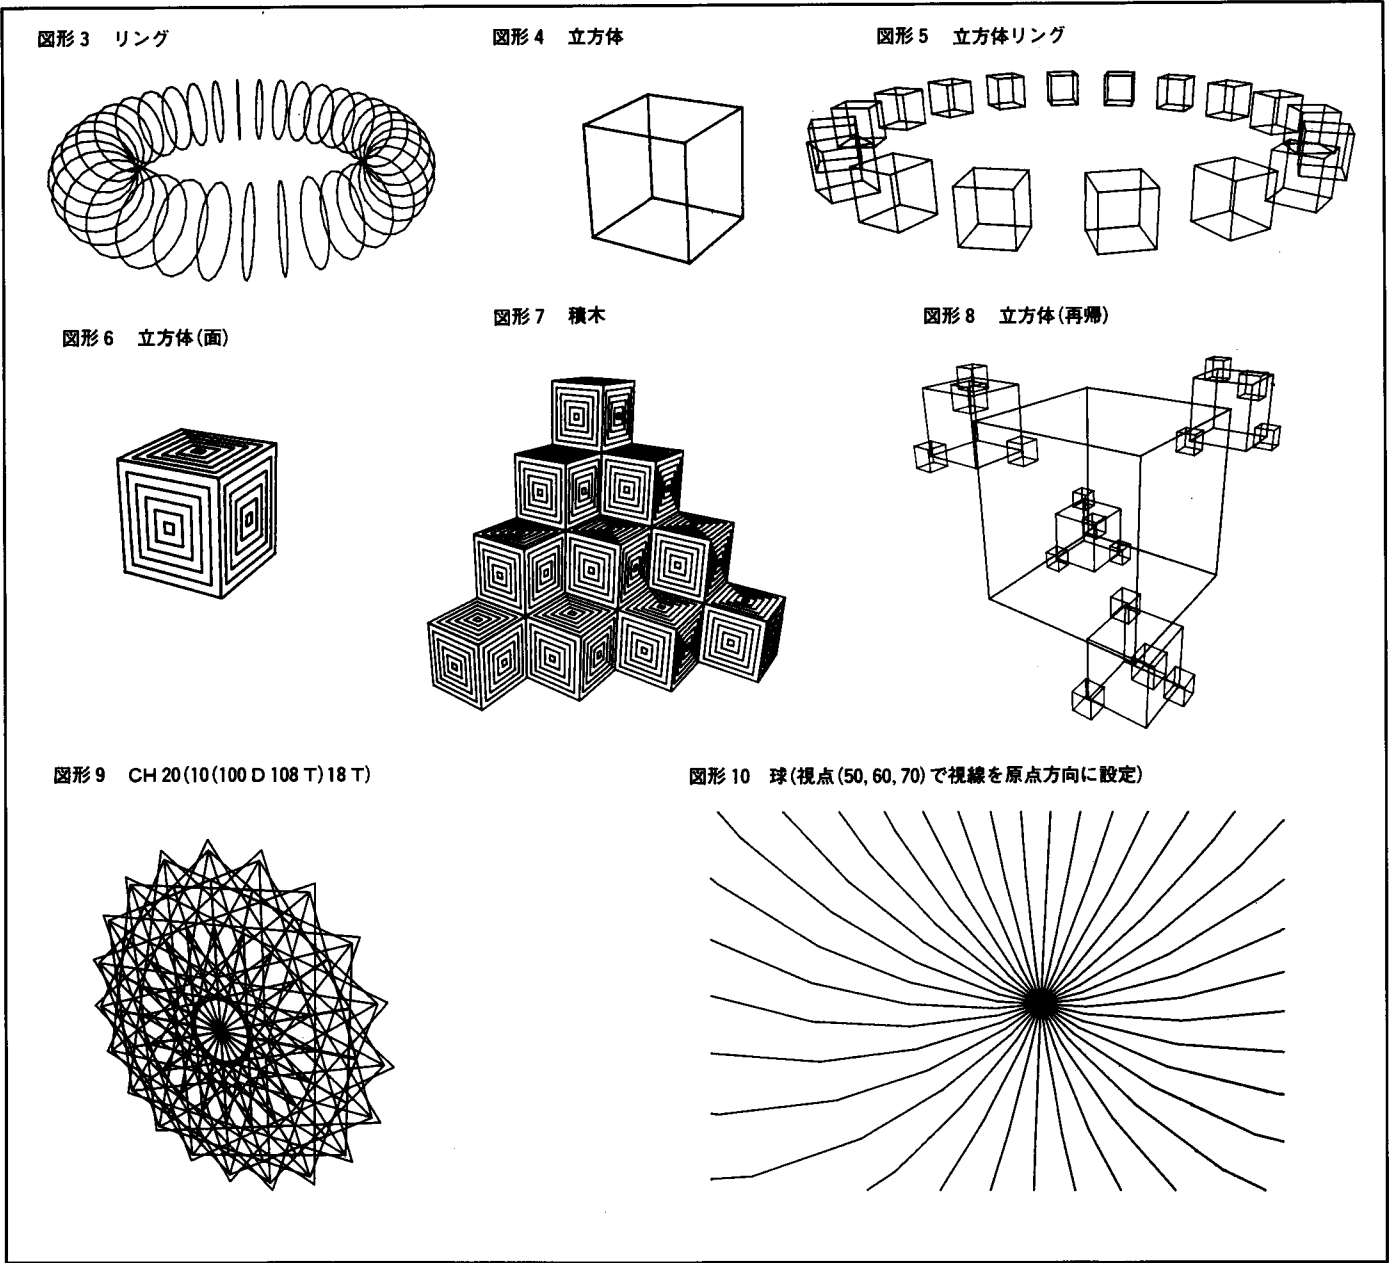 図形3 リング
図形4 立方体
図形5 立方体リング
図形6 立方体(面)
図形7 積木
図形8 立方体(再帰)
図形9 CH 20(10(100 D 108 T)18 T)
図形10 球(視点(50, 60, 70)で視線を原点方向に設定)